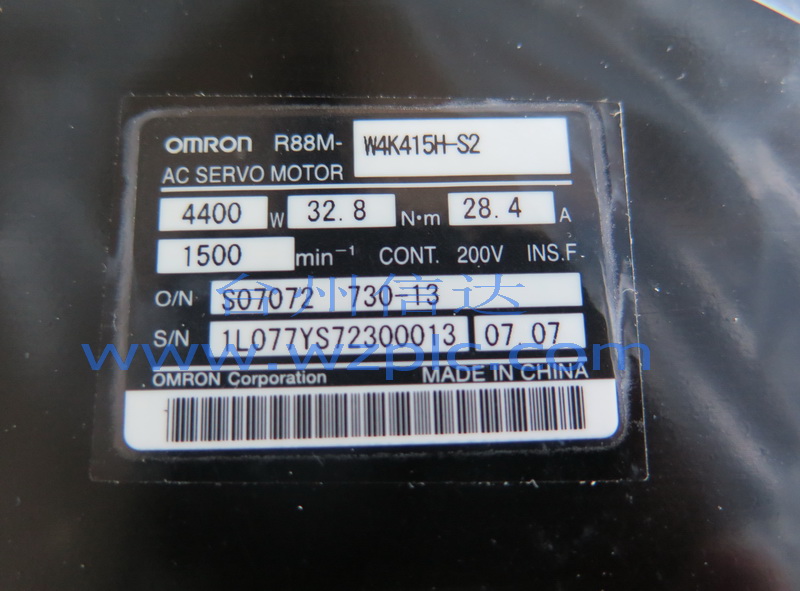 OMRON R88M- W4K415H-S2
AC SERVO MOTOR
4400 W 32.8 N·m 28.4 A
1500 min⁻¹ CONT. 200V INS.F
O/N S07072 730-13
台州信达
S/N 1L077YS72300013 07.07
www.wzplc.com
OMRON Corporation MADE IN CHINA